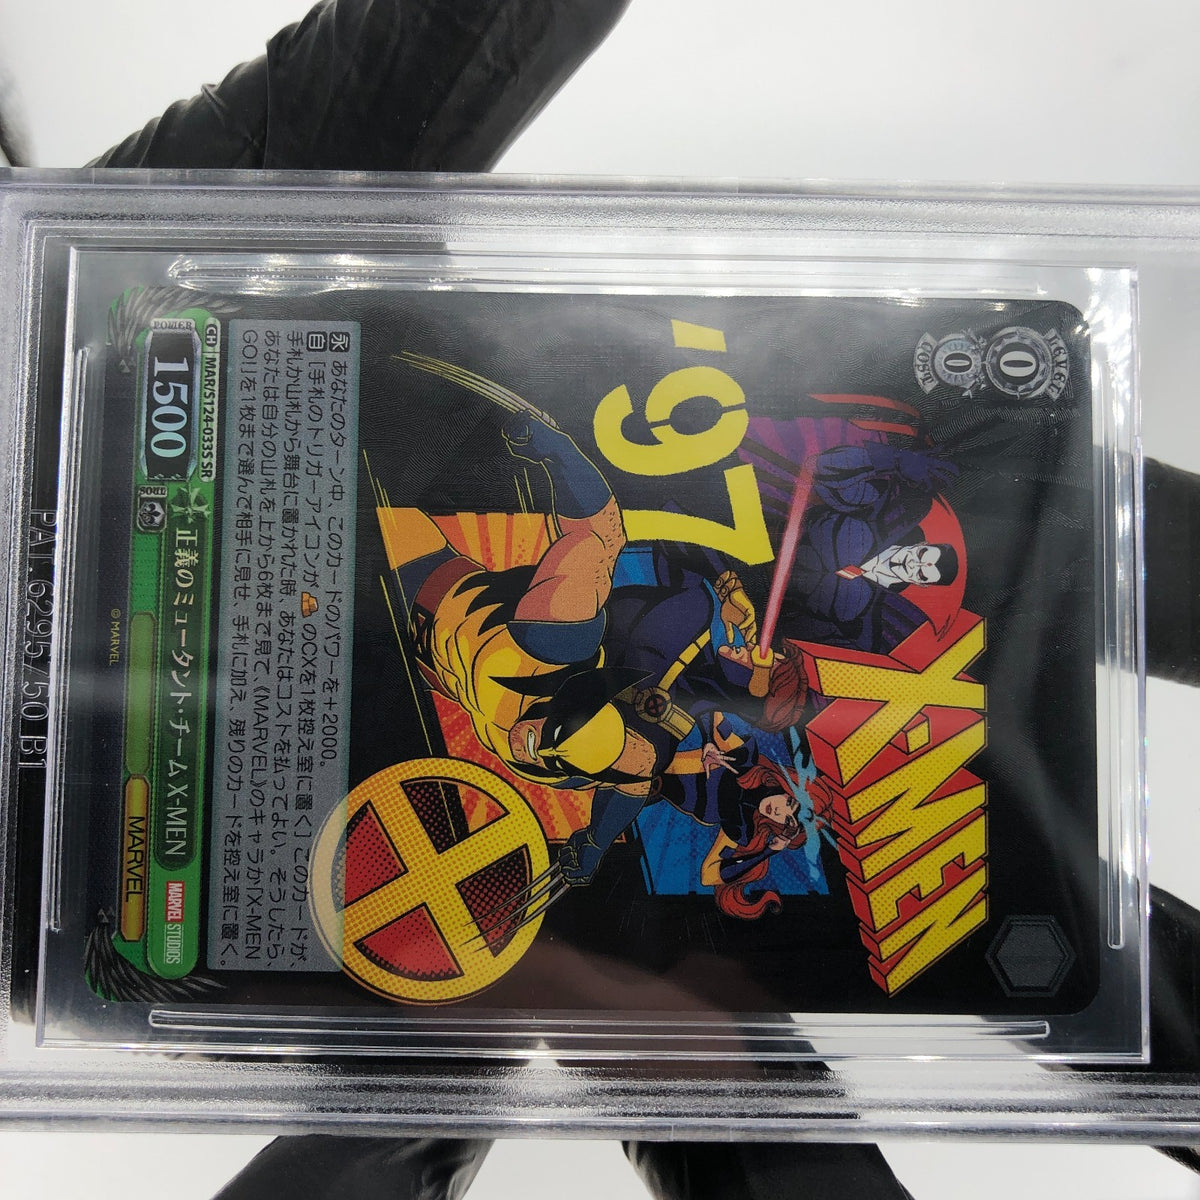 LEVEL
0
COST
0
X-MEN
'97
永 あなたのターン中、このカードのパワーを+2000。
自 [手札のトリガーアイコンが のCXを1枚控え室に置く] このカードが、
手札か山札から舞台に置かれた時、あなたはコストを払ってよい。そうしたら、
あなたは自分の山札を上から6枚まで見て、《MARVEL》のキャラか「X-MEN
GO!」を1枚まで選んで相手に見せ、手札に加え、残りのカードを控え室に置く。
CH MAR/S124-033S SR
POWER
1500
SOUL
正義のミュータント・チーム X-MEN
MARVEL STUDIOS
MARVEL
© MARVEL
PAT. 6295750 B1